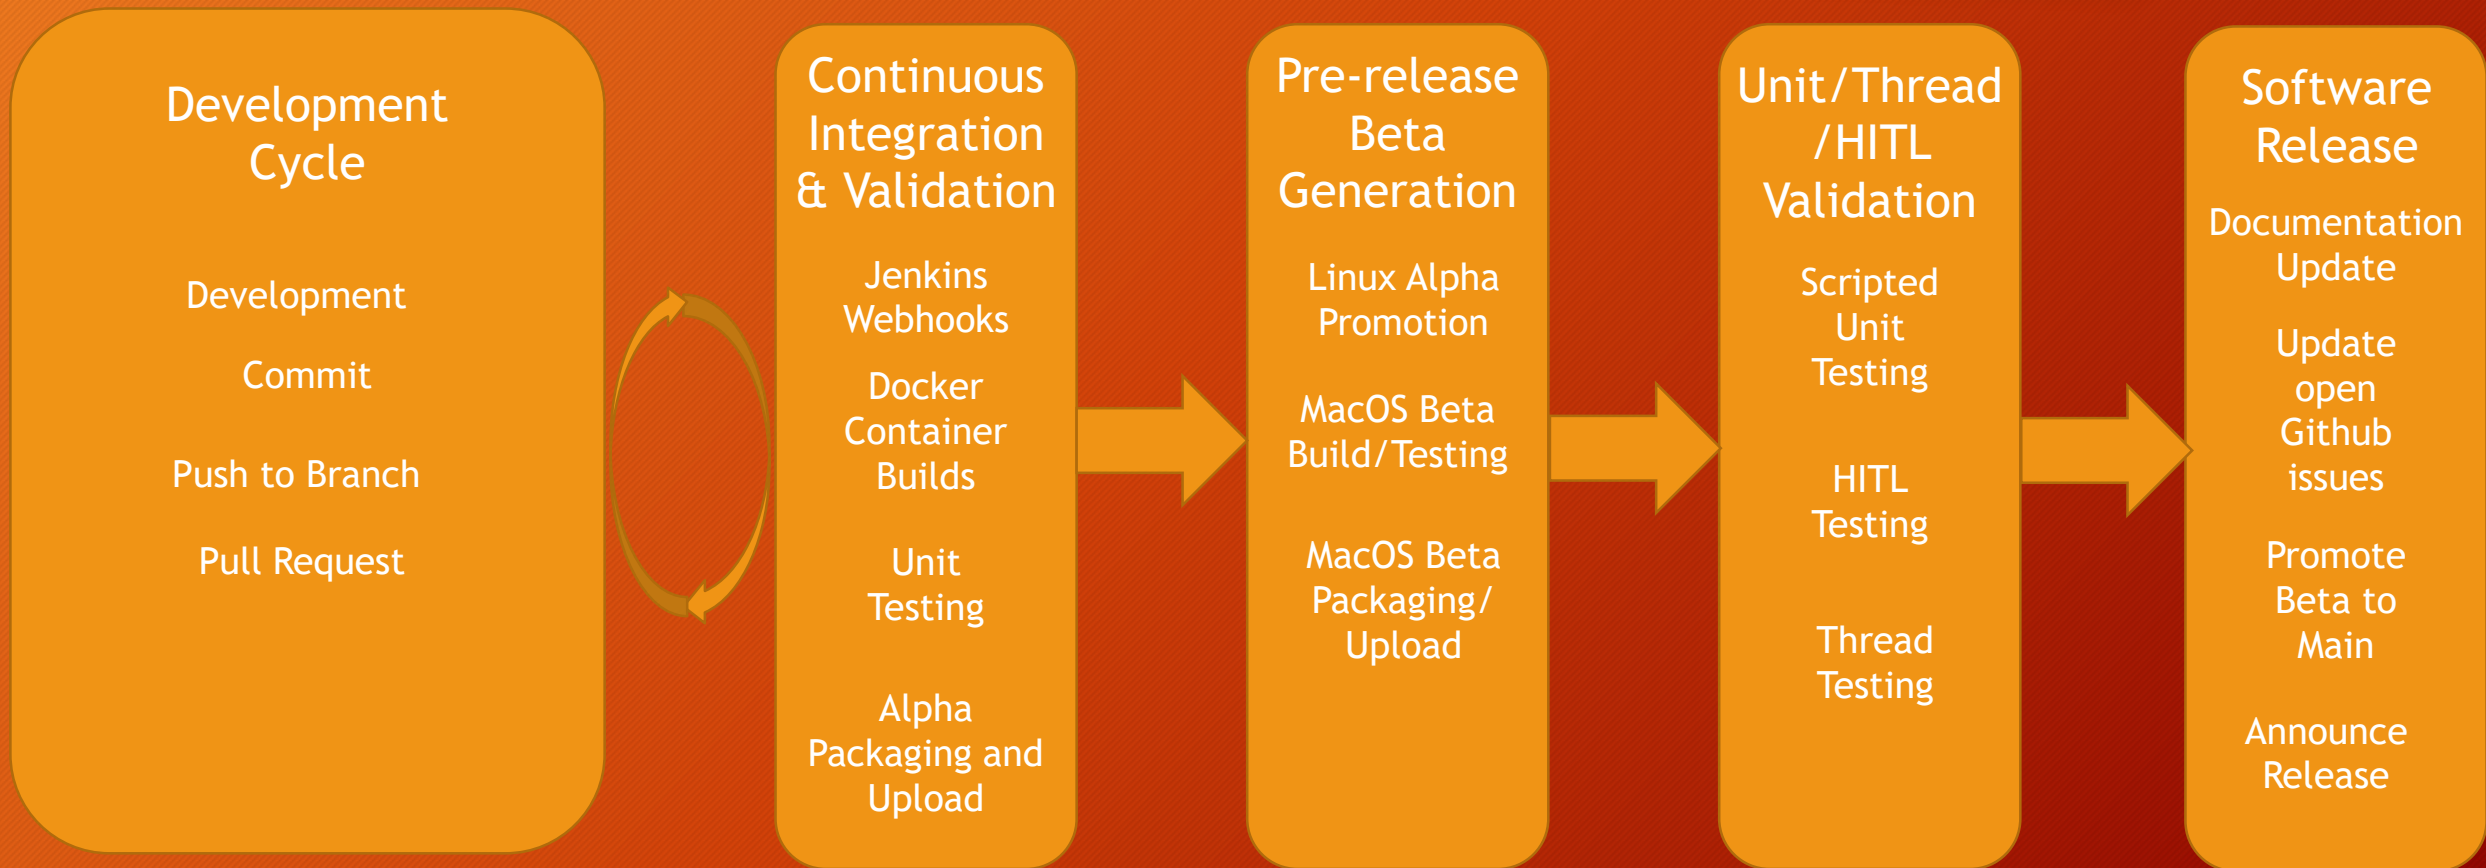 Development
Cycle
Development
Commit
Push to Branch
Pull Request
Continuous
Integration
& Validation
Jenkins
Webhooks
Docker
Container
Builds
Unit
Testing
Alpha
Packaging and
Upload
Pre-release
Beta
Generation
Linux Alpha
Promotion
MacOS Beta
Build/Testing
MacOS Beta
Packaging/
Upload
Unit/Thread
/HITL
Validation
Scripted
Unit
Testing
HITL
Testing
Thread
Testing
Software
Release
Documentation
Update
Update
open
Github
issues
Promote
Beta to
Main
Announce
Release